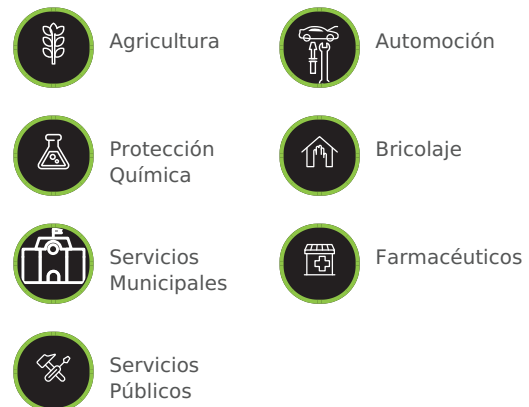 Agricultura
Automoción
Protección
Química
Bricolaje
Servicios
Municipales
Farmacéuticos
Servicios
Públicos